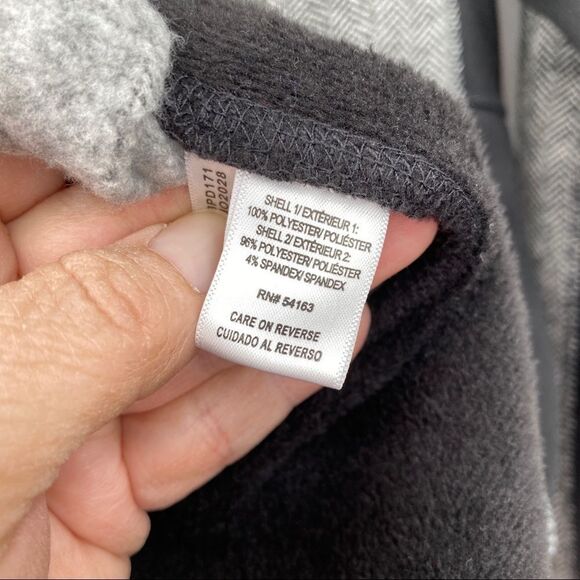 SHELL 1/ EXTÉRIEUR 1:
100% POLYESTER/ POLIÉSTER
SHELL 2/ EXTÉRIEUR 2:
96% POLYESTER/ POLIÉSTER
4% SPANDEX/ SPANDEX
RN# 54163
CARE ON REVERSE
CUIDADO AL REVERSO